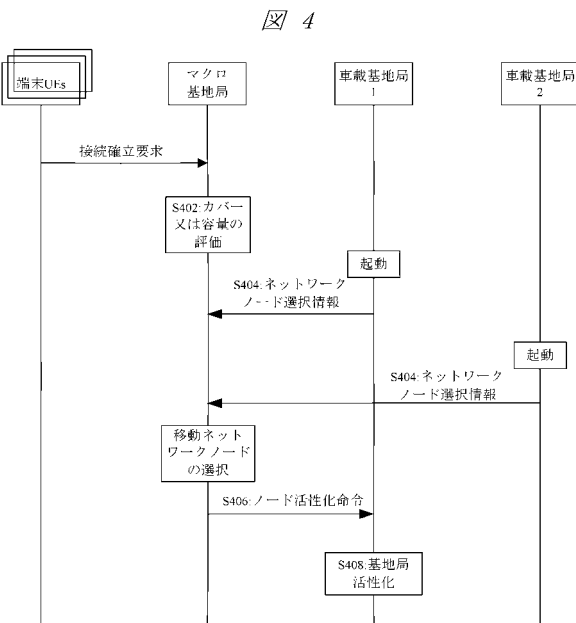 図 4
端末UEs
マクロ
基地局
車載基地局
1
車載基地局
2
接続確立要求
S402:カバー
又は容量の
評価
起動
S404:ネットワーク
ノード選択情報
起動
S404:ネットワーク
ノード選択情報
移動ネット
ワークノード
の選択
S406:ノード活性化命令
S408:基地局
活性化